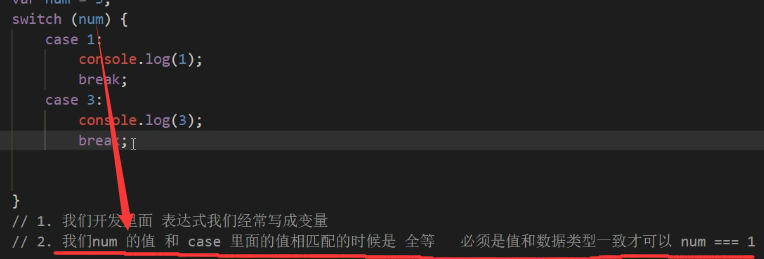 switch (num) {
case 1:
console.log(1);
break;
case 3:
console.log(3);
break;
}
// 1. 我们开发里面 表达式我们经常写成变量
// 2. 我们num 的值 和 case 里面的值相匹配的时候是 全等 必须是值和数据类型一致才可以 num === 1